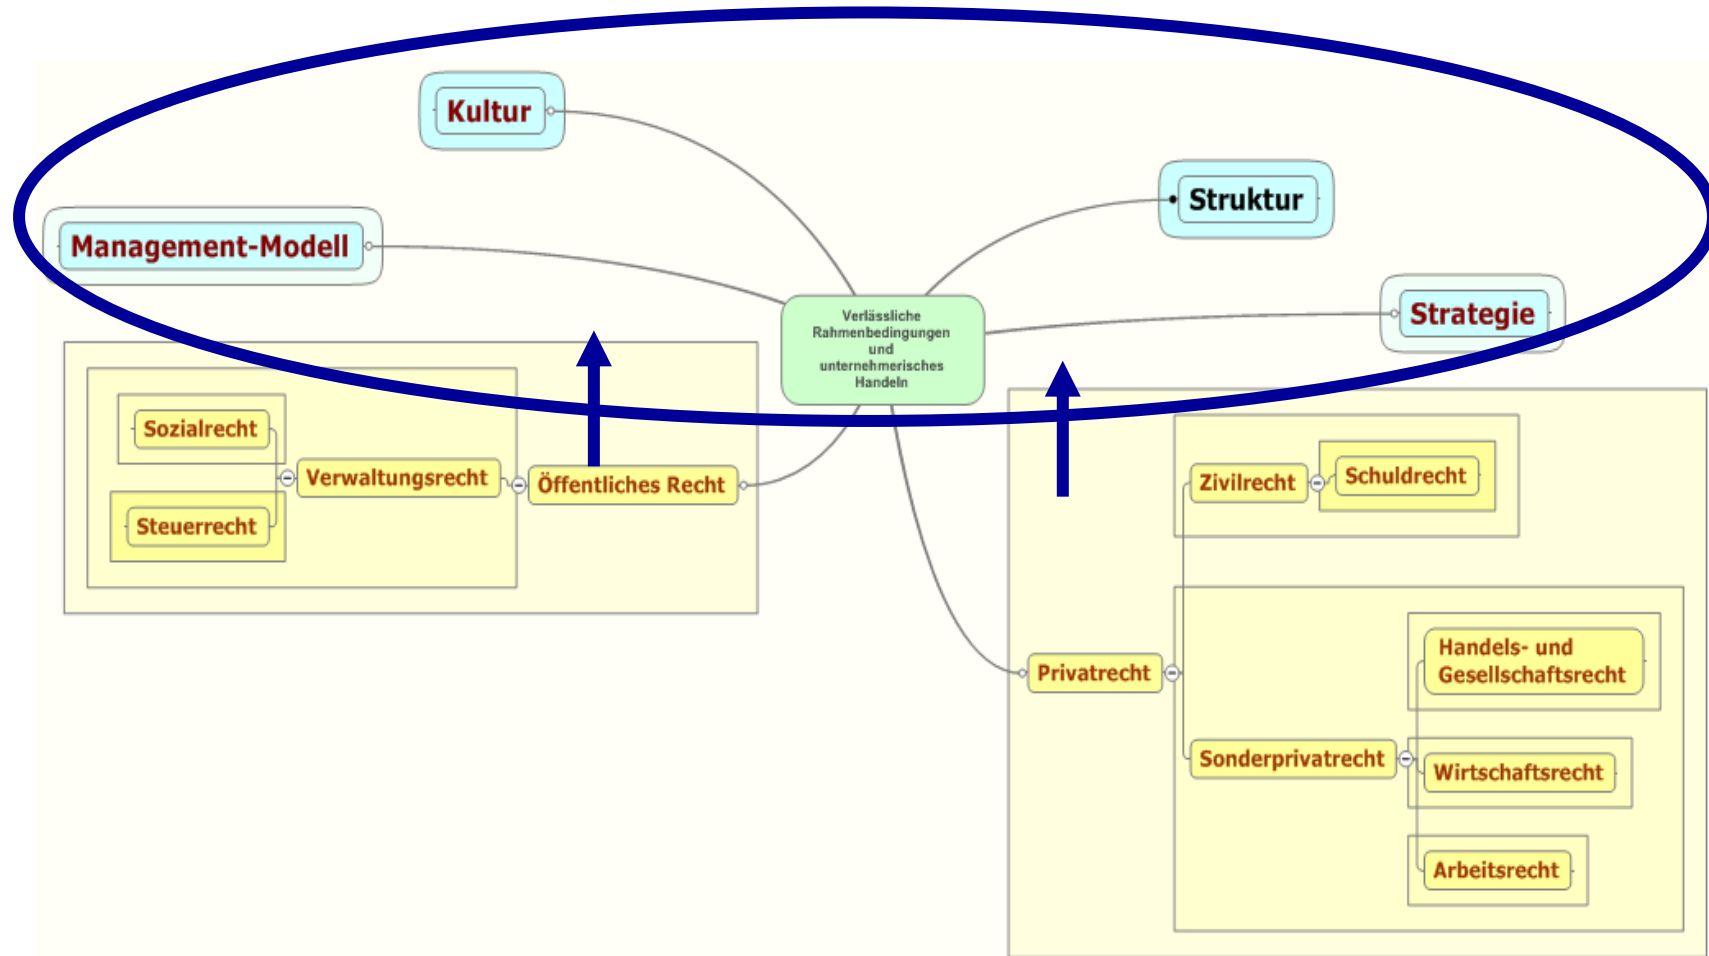 Kultur
Struktur
Management-Modell
Strategie
Verlässliche
Rahmenbedingungen
und
unternehmerisches
Handeln
Sozialrecht
Verwaltungsrecht
Öffentliches Recht
Steuerrecht
Zivilrecht
Schuldrecht
Privatrecht
Handels- und
Gesellschaftsrecht
Sonderprivatrecht
Wirtschaftsrecht
Arbeitsrecht